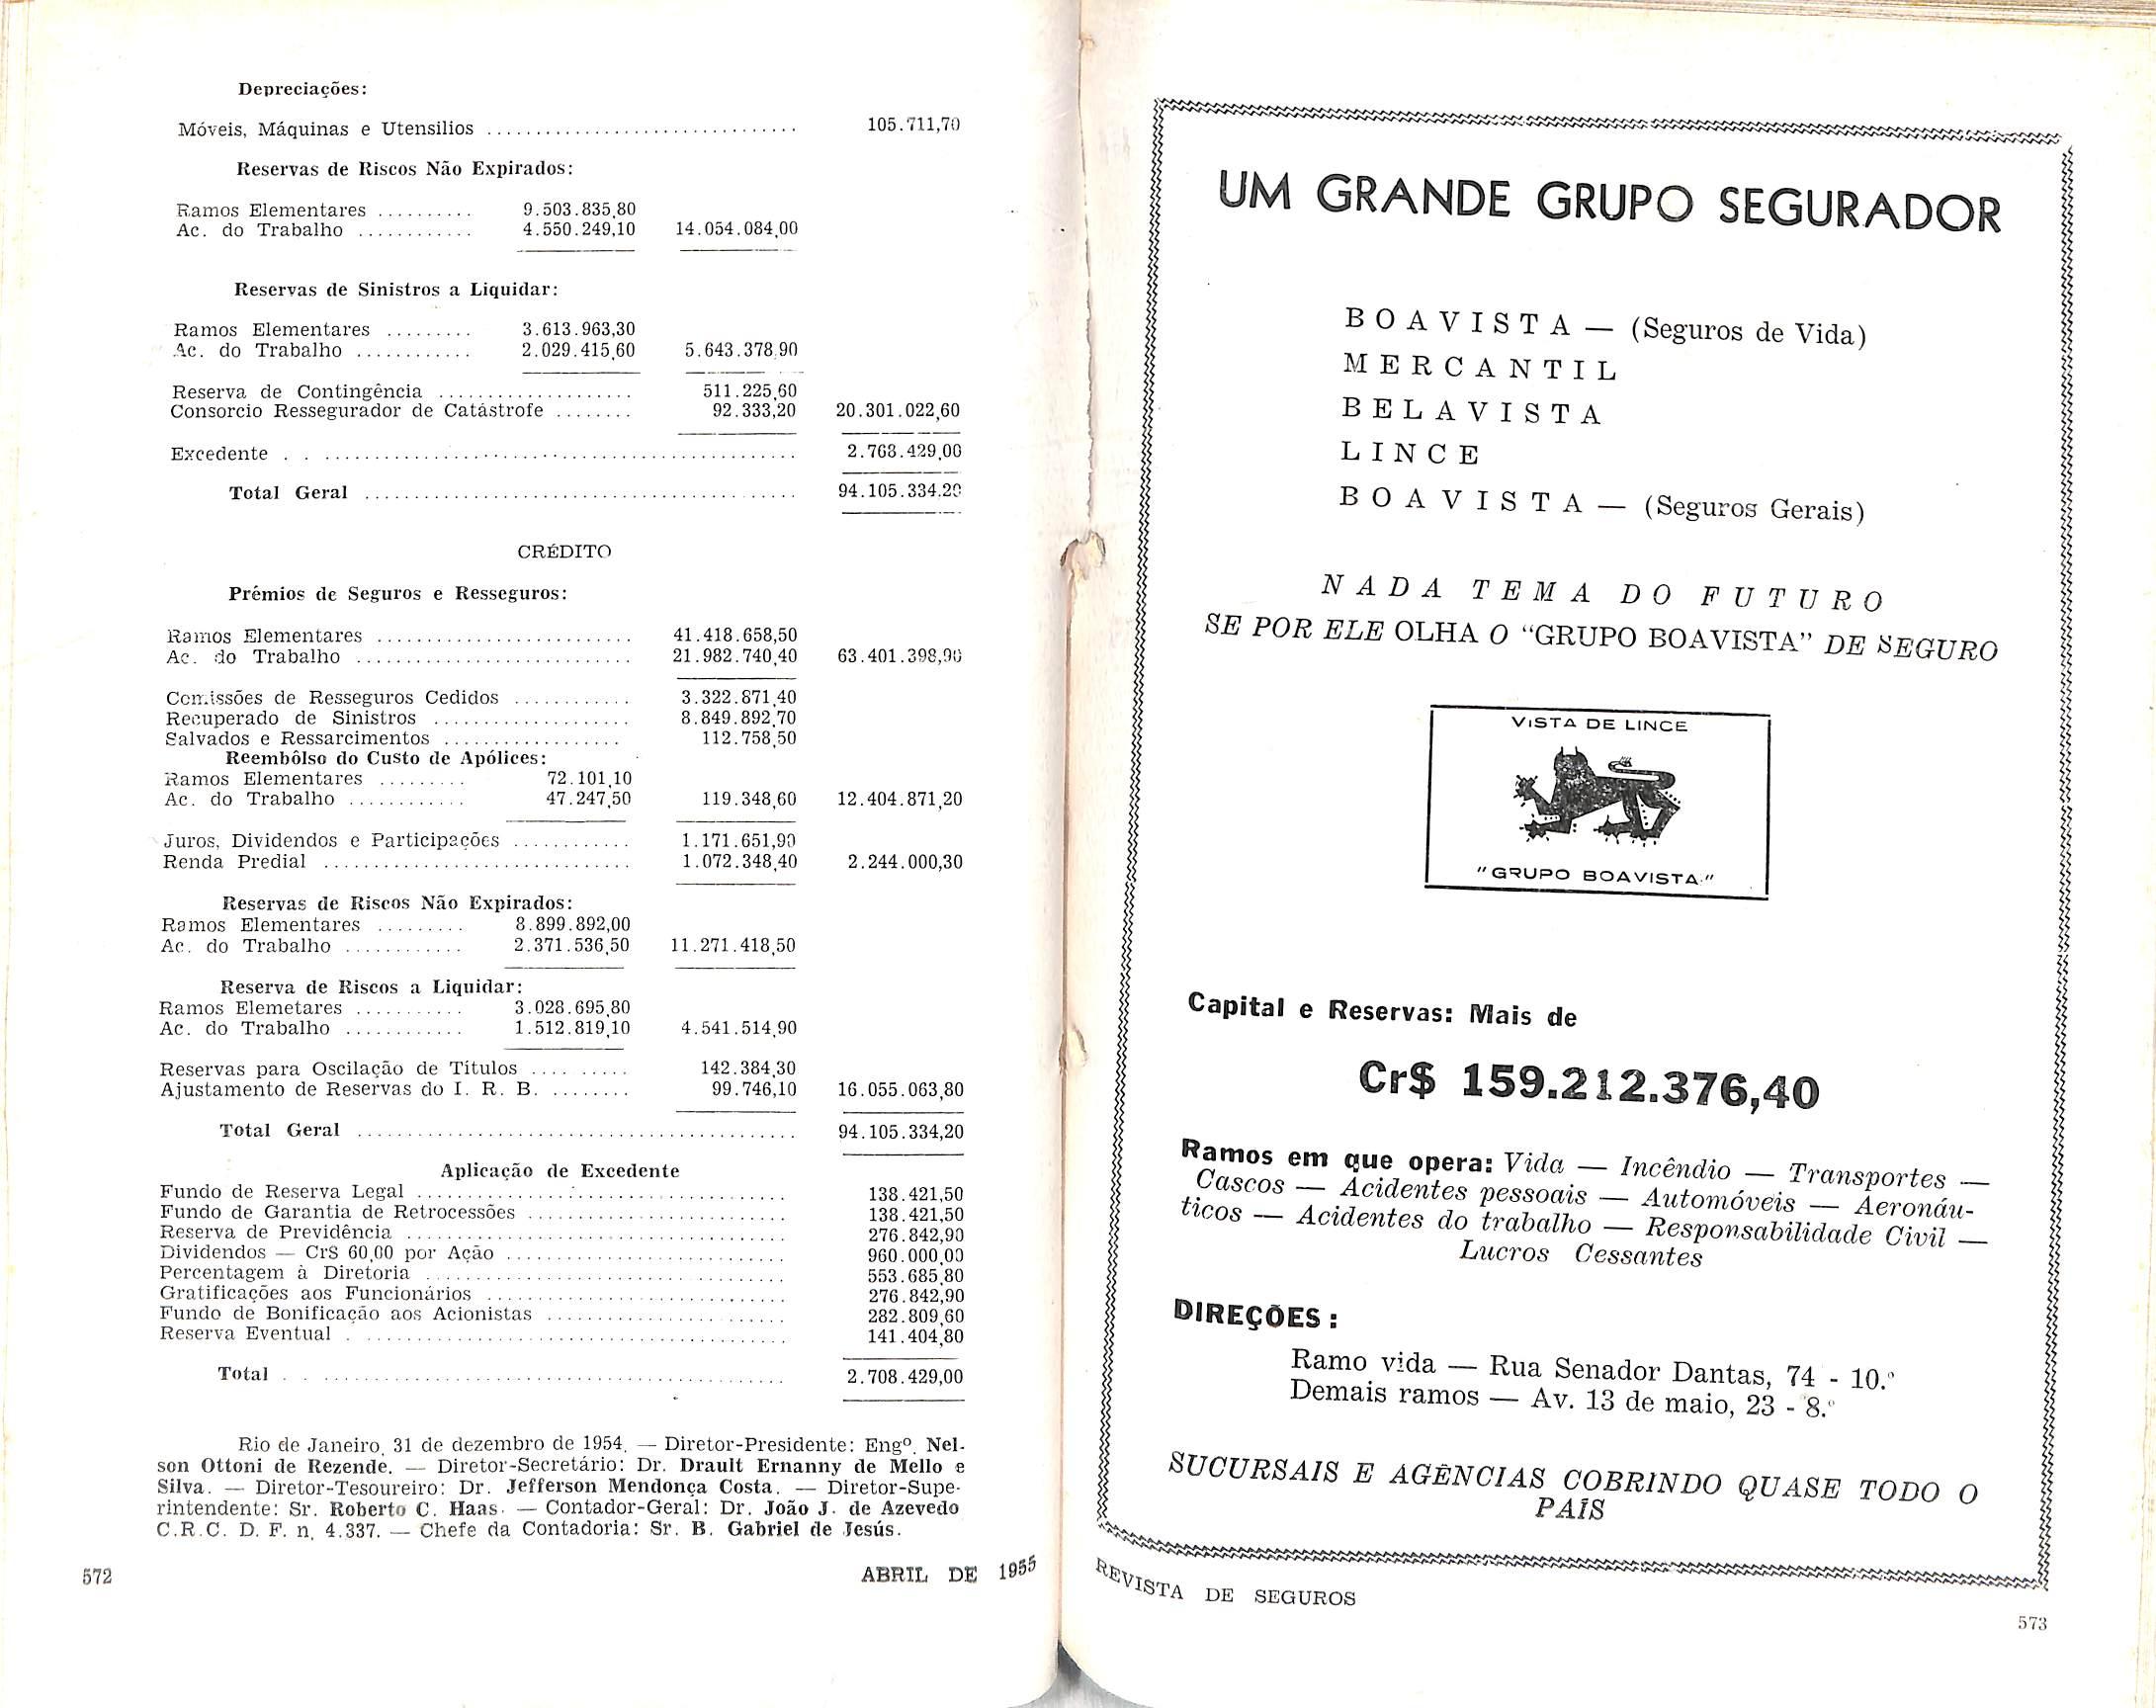 Depreciações:
Móveis, Máquinas e Utensilios ............................... 105.711,70
Reservas de Riscos Não Expirados:
Ramos Elementares .......... 9.503.835,80
Ac. do Trabalho ............ 4.550.249,10 14.054.084,00
Reservas de Sinistros a Liquidar:
Ramos Elementares ......... 3.613.963,30
Ac. do Trabalho ............ 2.029.415,60 5.643.378,90
Reserva de Contingência .................... 511.225,60
Consorcio Ressegurador de Catástrofe ........ 92.333,20 20.301.022,60
Excedente . . ................................................ 2.768.429,00
Total Geral ............................................ 94.105.334.20
CRÉDITO
Prémios de Seguros e Resseguros:
Ramos Elementares .......................... 41.418.658,50
Ac. do Trabalho ............................ 21.982.740,40 63.401.398,90
Comissões de Resseguros Cedidos ............ 3.322.871,40
Recuperado de Sinistros .................... 8.849.892,70
Salvados e Ressarcimentos .................. 112.758,50
Reembôlso do Custo de Apólices:
Ramos Elementares ......... 72.101,10
Ac. do Trabalho ............ 47.247,50 119.348,60 12.404.871,20
Juros, Dividendos e Participações ............ 1.171.651,90
Renda Predial ............................... 1.072.348,40 2.244.000,30
Reservas de Riscos Não Expirados:
Ramos Elementares ......... 8.899.892,00
Ac. do Trabalho ............ 2.371.536,50 11.271.418,50
Reserva de Riscos a Liquidar:
Ramos Elemetares ........... 3.028.695,80
Ac. do Trabalho ............ 1.512.819,10 4.541.514,90
Reservas para Oscilação de Títulos .... ..... 142.384,30
Ajustamento de Reservas do I. R. B. ........ 99.746,10 16.055.063,80
Total Geral ............................................. 94.105.334,20
Aplicação de Excedente
Fundo de Reserva Legal ...................................... 138.421,50
Fundo de Garantia de Retrocessões .......................... 138.421,50
Reserva de Previdência ....................................... 276.842,90
Dividendos — Cr$ 60,00 por Ação ............................ 960.000,00
Percentagem à Diretoria ..................................... 553.685,80
Gratificações aos Funcionários ............................... 276.842,90
Fundo de Bonificação aos Acionistas ........................ 282.809,60
Reserva Eventual . ........................................... 141.404,80
Total . . ............................................... 2.708.429,00
Rio de Janeiro, 31 de dezembro de 1954. — Diretor-Presidente: Engº. Nel-
son Ottoni de Rezende. — Diretor-Secretário: Dr. Drault Ernanny de Mello e
Silva. — Diretor-Tesoureiro: Dr. Jefferson Mendonça Costa. — Diretor-Supe-
rintendente: Sr. Roberto C. Haas. — Contador-Geral: Dr. João J. de Azevedo
C.R.C. D. F. n. 4.337. — Chefe da Contadoria: Sr. B. Gabriel de Jesús.
572 ABRIL DE 1955
UM GRANDE GRUPO SEGURADOR
BOAVISTA — (Seguros de Vida)
MERCANTIL
BELAVISTA
LINCE
BOAVISTA — (Seguros Gerais)
NADA TEMA DO FUTURO
SE POR ELE OLHA O “GRUPO BOAVISTA” DE SEGURO
VISTA DE LINCE
"GRUPO BOAVISTA."
Capital e Reservas: Mais de
Cr$ 159.212.376,40
Ramos em que opera: Vida — Incêndio — Transportes —
Cascos — Acidentes pessoais — Automóveis — Aeronáu-
ticos — Acidentes do trabalho — Responsabilidade Civil —
Lucros Cessantes
DIREÇÕES :
Ramo vida — Rua Senador Dantas, 74 - 10.º
Demais ramos — Av. 13 de maio, 23 - 8.º
SUCURSAIS E AGÊNCIAS COBRINDO QUASE TODO O
PAÍS
REVISTA DE SEGUROS
573